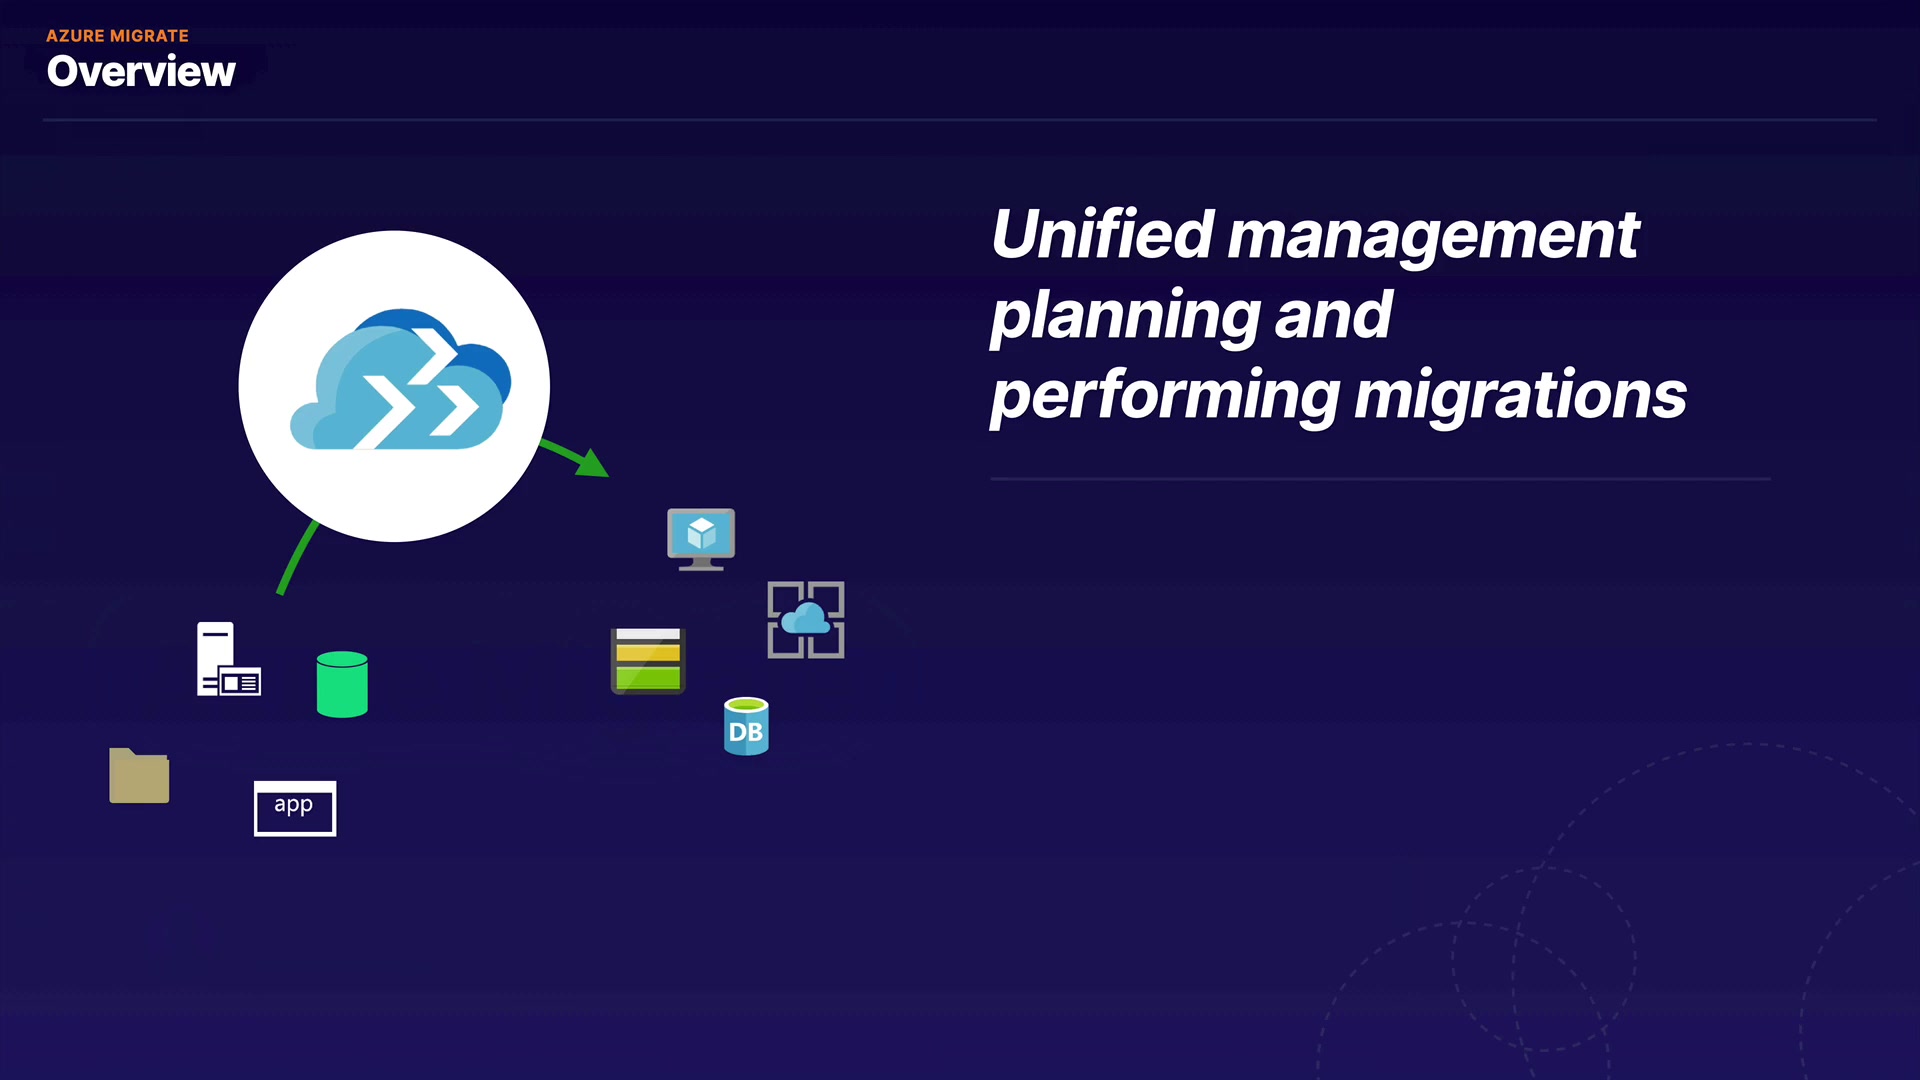 AZURE MIGRATE
Overview
Unified management
planning and
performing migrations
DB
app